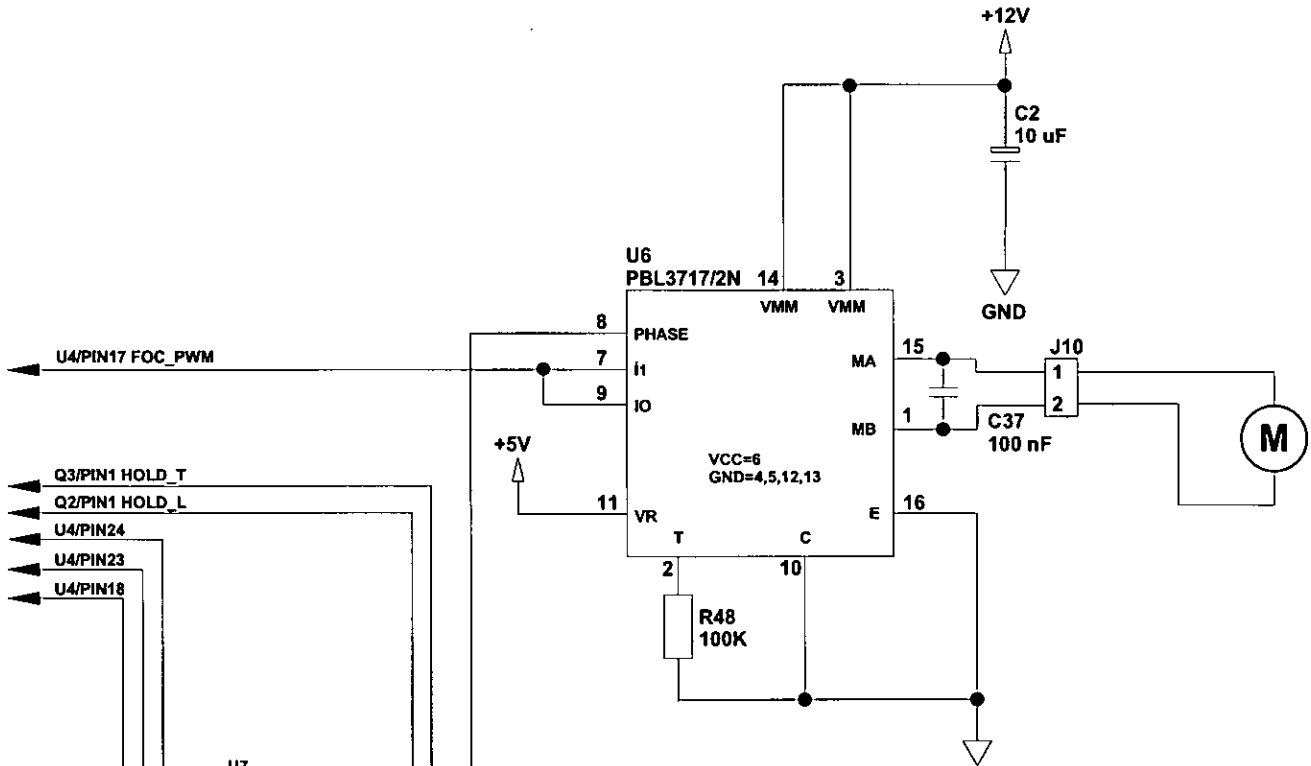 +12V
C2
10 uF
GND
U6
PBL3717/2N
14
3
VMM
VMM
8
PHASE
U4/PIN17 FOC_PWM
7
I1
9
IO
MA
15
J10
1
2
MB
1
C37
100 nF
M
+5V
VCC=6
GND=4,5,12,13
Q3/PIN1 HOLD_T
Q2/PIN1 HOLD_L
11
VR
E
16
U4/PIN24
T
C
U4/PIN23
2
10
U4/PIN18
R48
100K
U7